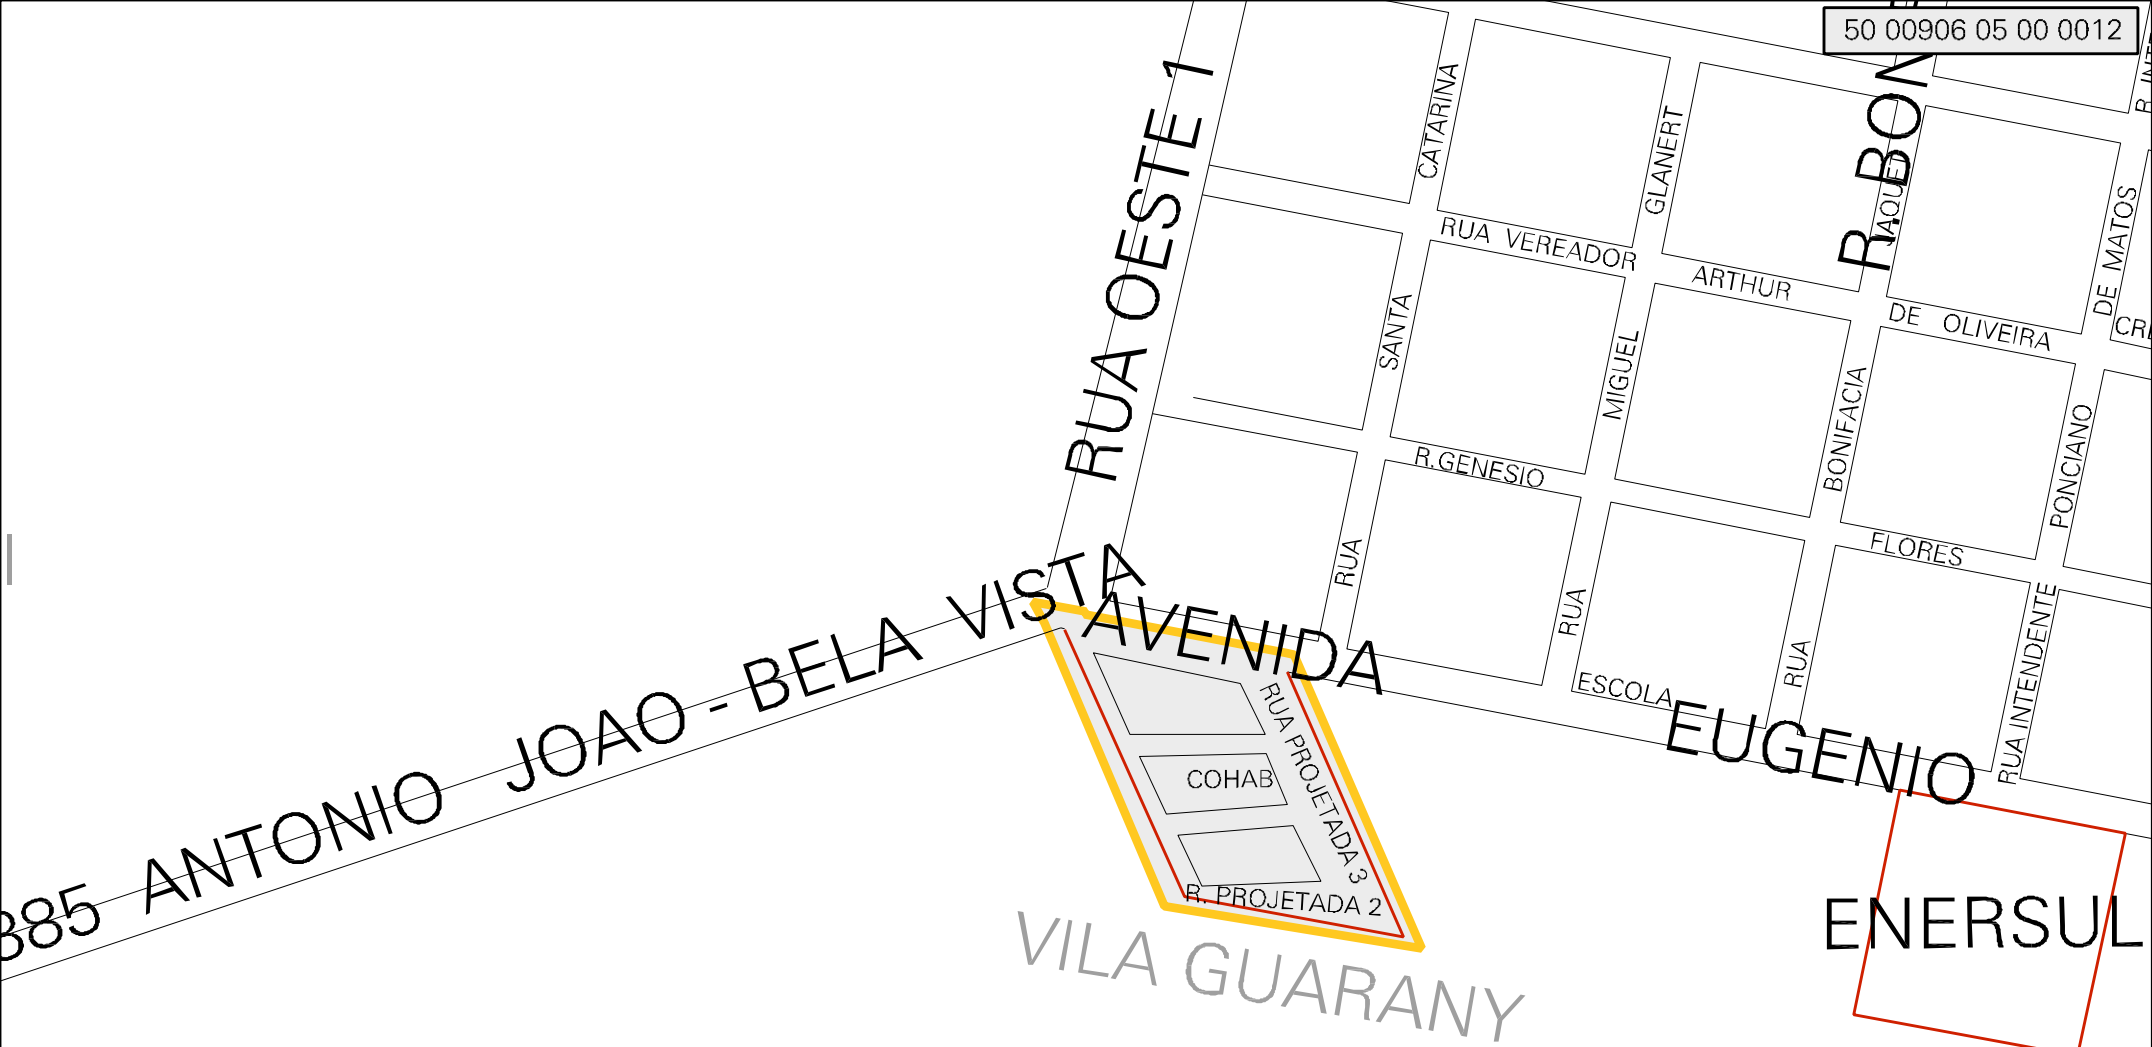 50 00906 05 00 0012
RUA OESTE 1
CATARINA
SANTA
RUA
GLANERT
MIGUEL
RUA
R.BON
JAQUET
BONIFACIA
RUA
DE MATOS
PONCIANO
RUA INTENDENTE
RUA VEREADOR
ARTHUR
DE OLIVEIRA
R.GENESIO
FLORES
ESCOLA
AVENIDA
EUGENIO
885 ANTONIO JOAO - BELA VISTA
RUA PROJETADA 3
COHAB
R. PROJETADA 2
VILA GUARANY
ENERSUL